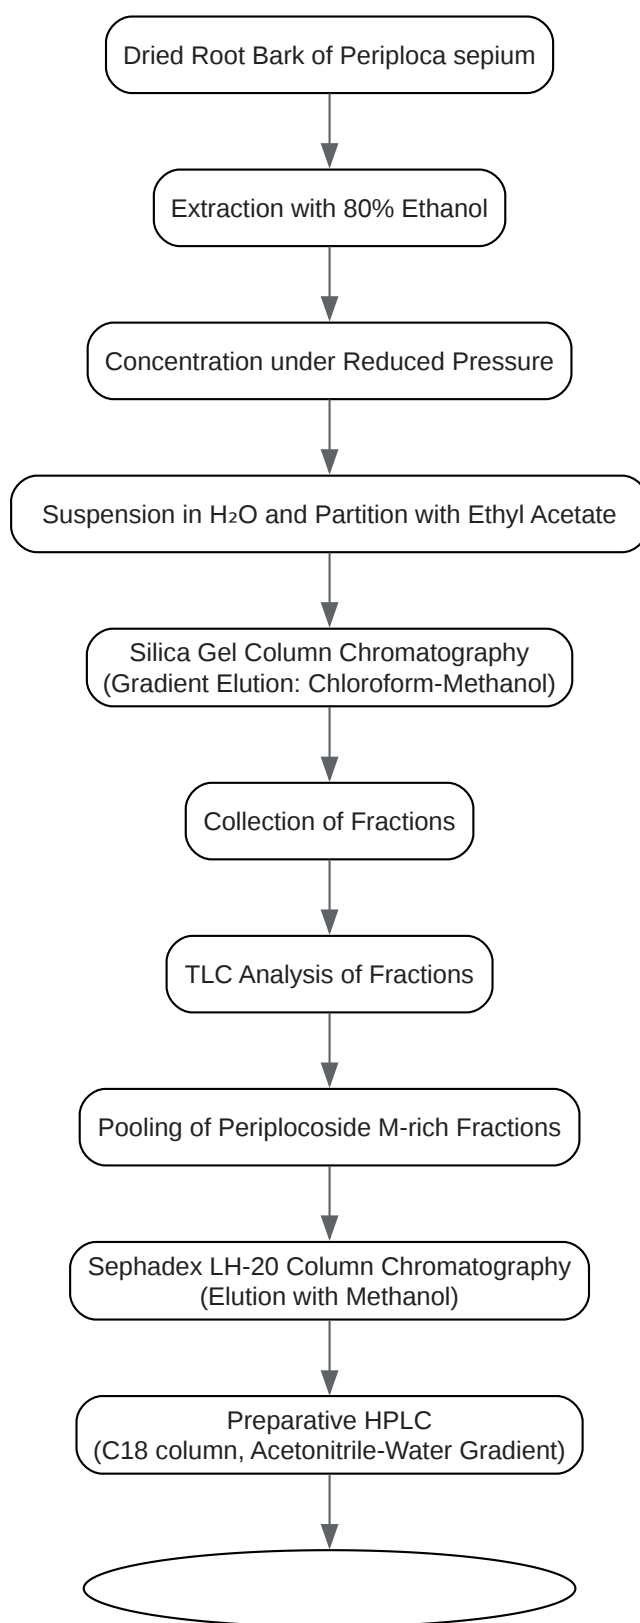 Dried Root Bark of Periploca sepium
Extraction with 80% Ethanol
Concentration under Reduced Pressure
Suspension in H₂O and Partition with Ethyl Acetate
Silica Gel Column Chromatography
(Gradient Elution: Chloroform-Methanol)
Collection of Fractions
TLC Analysis of Fractions
Pooling of Periplocoside M-rich Fractions
Sephadex LH-20 Column Chromatography
(Elution with Methanol)
Preparative HPLC
(C18 column, Acetonitrile-Water Gradient)